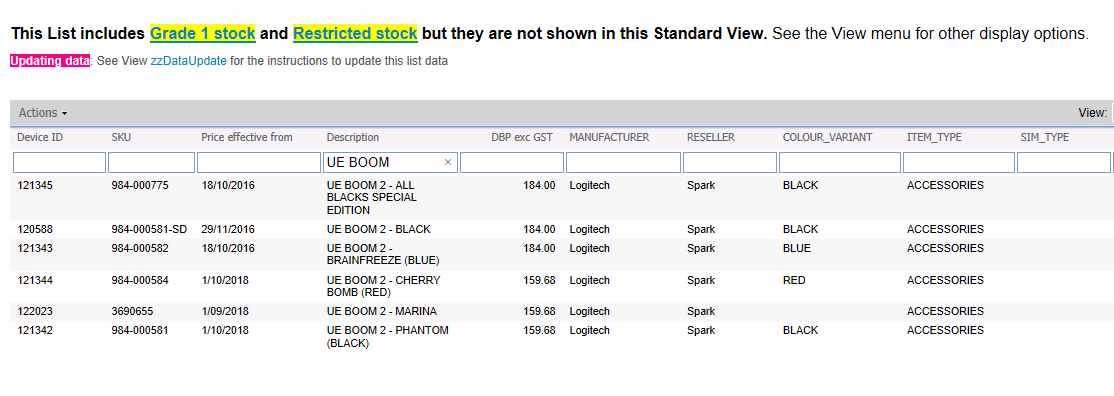 This List includes Grade 1 stock and Restricted stock but they are not shown in this Standard View. See the View menu for other display options.
Updating data: See View zzDataUpdate for the instructions to update this list data
Actions View:
Device ID SKU Price effective from Description DBP exc GST MANUFACTURER RESELLER COLOUR_VARIANT ITEM_TYPE SIM_TYPE
UE BOOM ×
121345 984-000775 18/10/2016 UE BOOM 2 - ALL 184.00 Logitech Spark BLACK ACCESSORIES
BLACKS SPECIAL
EDITION
120588 984-000581-SD 29/11/2016 UE BOOM 2 - BLACK 184.00 Logitech Spark BLACK ACCESSORIES
121343 984-000582 18/10/2016 UE BOOM 2 - 184.00 Logitech Spark BLUE ACCESSORIES
BRAINFREEZE (BLUE)
121344 984-000584 1/10/2018 UE BOOM 2 - CHERRY 159.68 Logitech Spark RED ACCESSORIES
BOMB (RED)
122023 3690655 1/09/2018 UE BOOM 2 - MARINA 159.68 Logitech Spark ACCESSORIES
121342 984-000581 1/10/2018 UE BOOM 2 - PHANTOM 159.68 Logitech Spark BLACK ACCESSORIES
(BLACK)